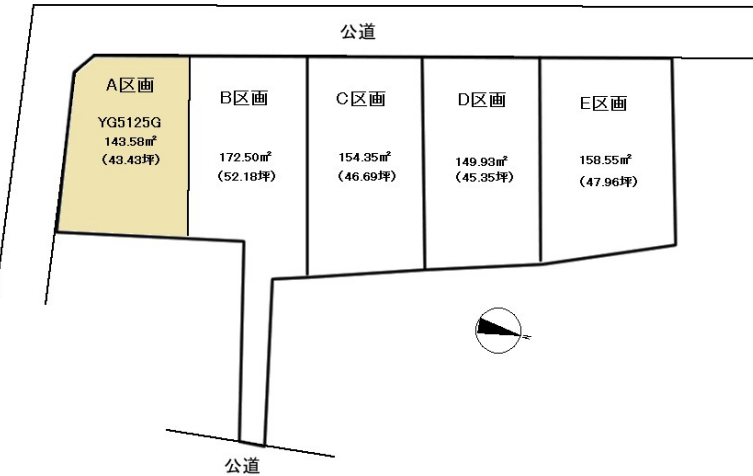 公道
A区画
YG5125G
143.58㎡
(43.43坪)
B区画
172.50㎡
(52.18坪)
C区画
154.35㎡
(46.69坪)
D区画
149.93㎡
(45.35坪)
E区画
158.55㎡
(47.96坪)
N
公道